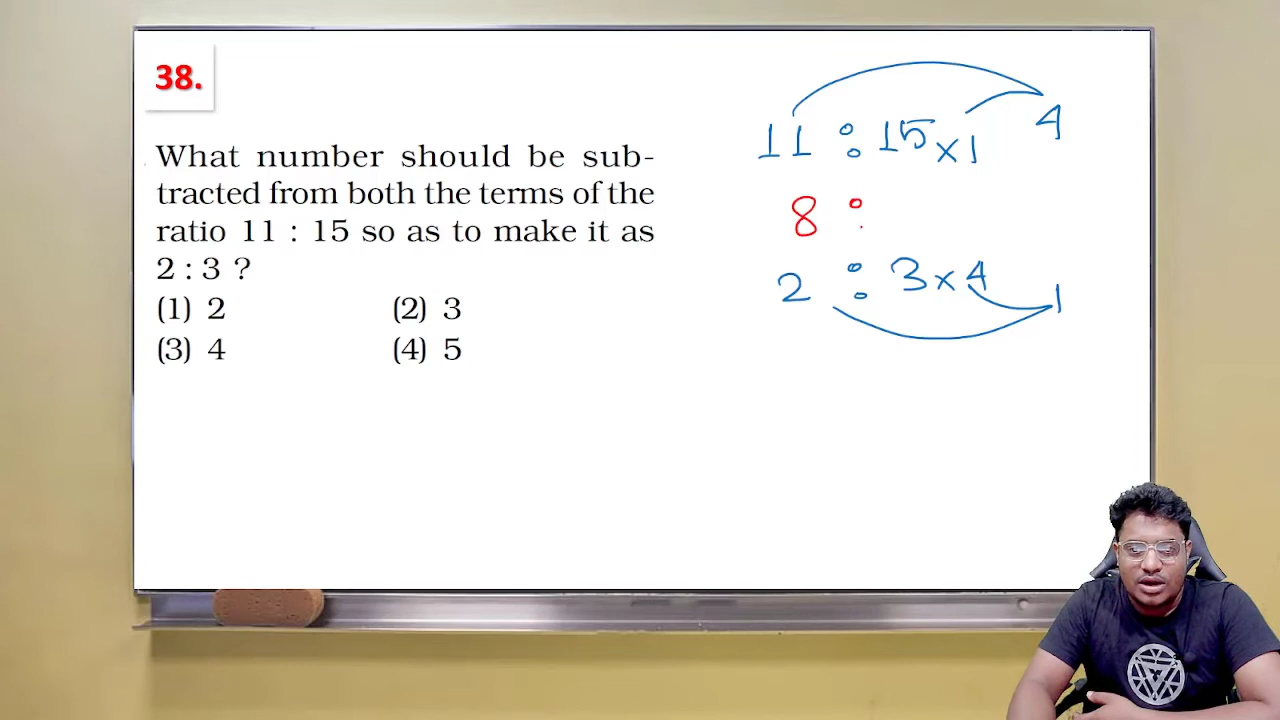 38.
What number should be sub-
tracted from both the terms of the
ratio 11 : 15 so as to make it as
2 : 3 ?
(1) 2 (2) 3
(3) 4 (4) 5
11 : 15 × 1 4
8 :
2 : 3 × 4 1